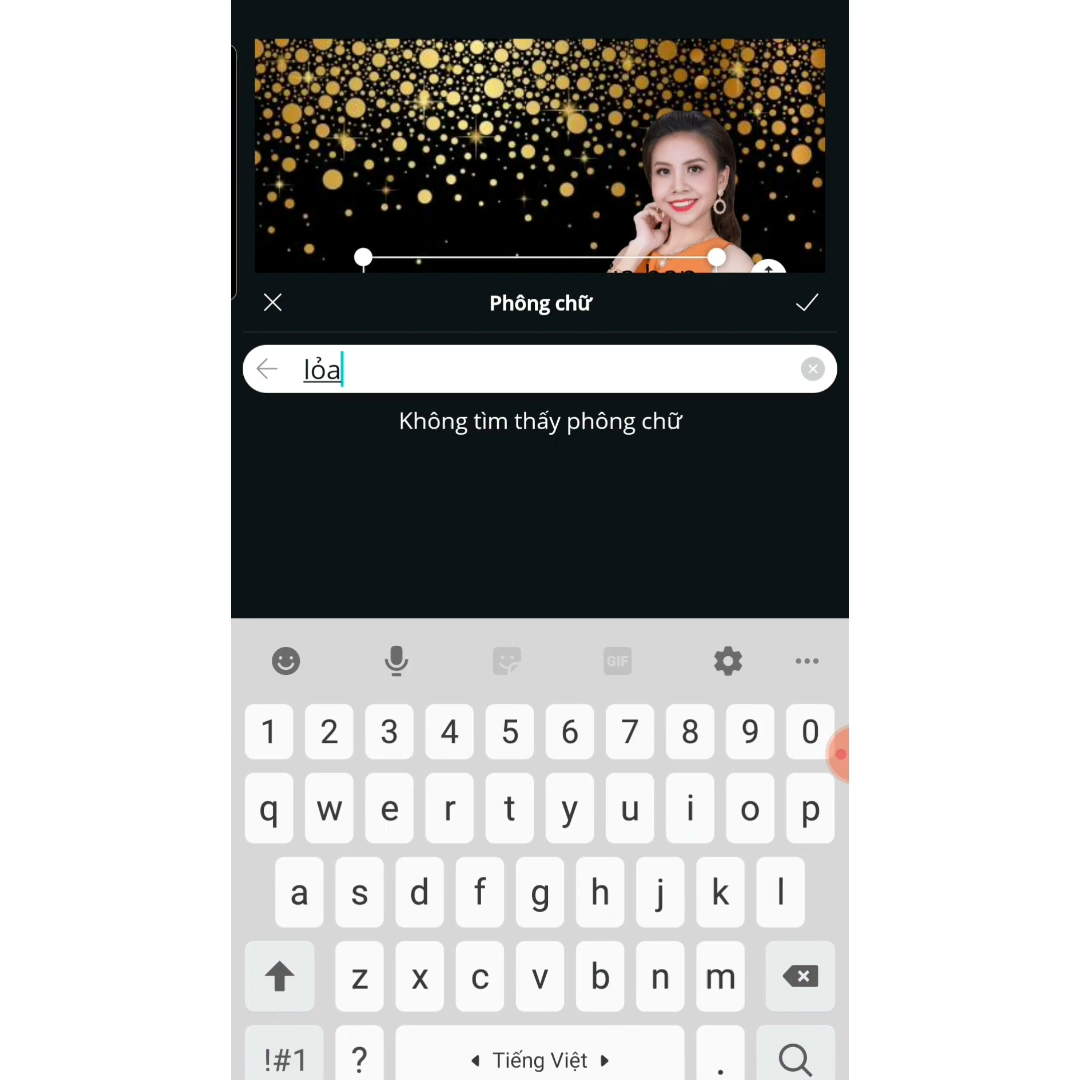 Phông chữ
lỏa
Không tìm thấy phông chữ
GIF
1 2 3 4 5 6 7 8 9 0
q w e r t y u i o p
a s d f g h j k l
z x c v b n m
!#1 ? Tiếng Việt .